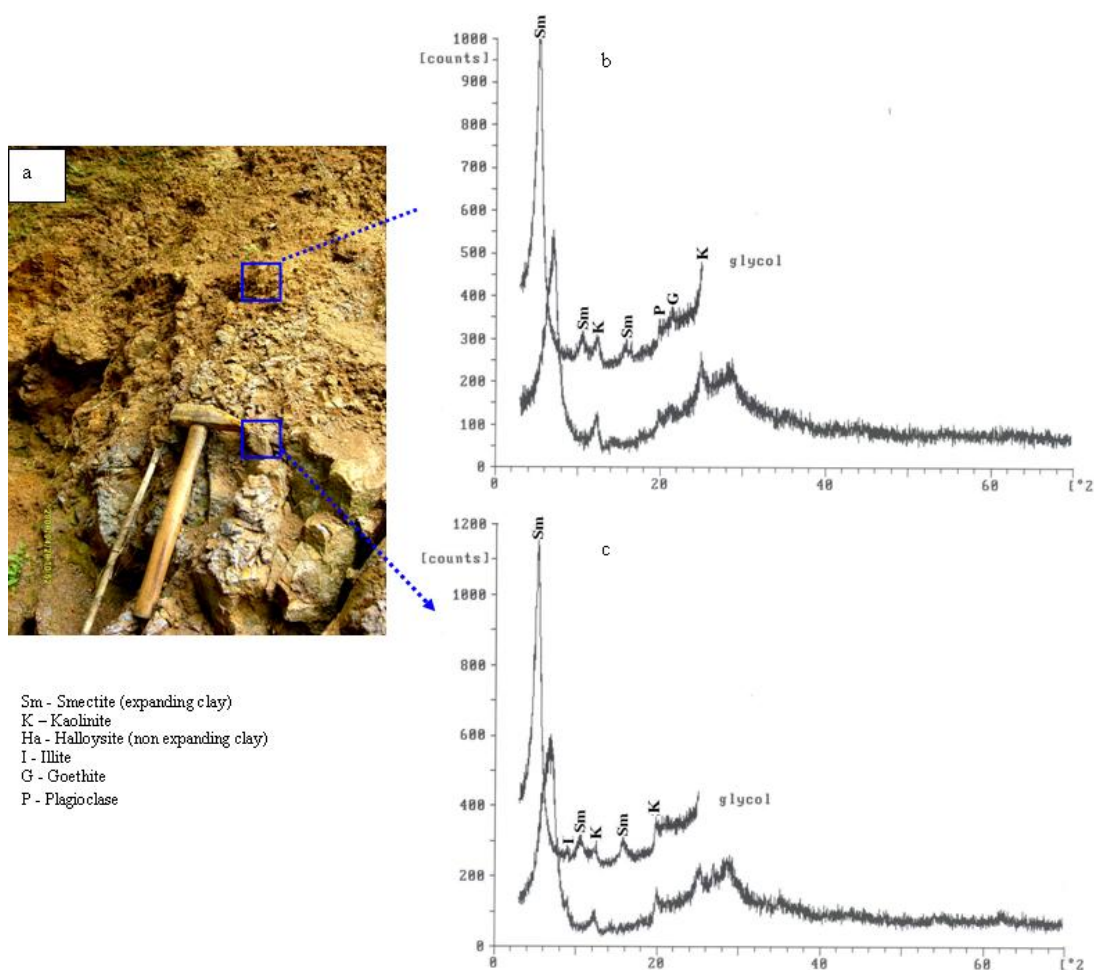 a
Sm - Smectite (expanding clay)
K – Kaolinite
Ha - Halloysite (non expanding clay)
I - Illite
G - Goethite
P - Plagioclase
b
1000
[counts]
900
800
700
600
500
400
300
200
100
0
0
20
40
60
[°2
Sm
Sm
K
Sm
P
G
K
glycol
c
1200
[counts]
1000
800
600
400
200
0
0
20
40
60
[°2
Sm
I
Sm
K
Sm
K
glycol